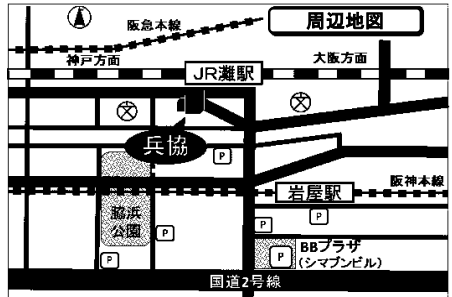 阪急本線
周辺地図
神戸方面
JR灘駅
大阪方面
兵協
P
阪神本線
岩屋駅
脇浜
公園
P
P
P
P
BBプラザ
(シマブンビル)
国道2号線